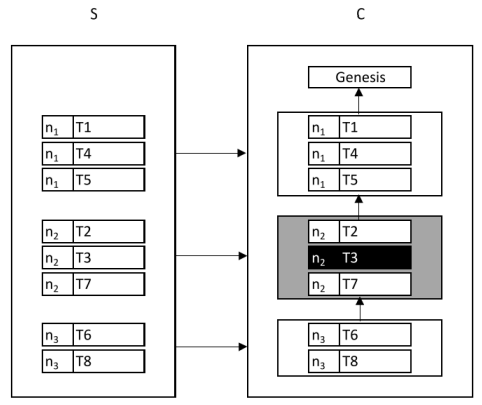 S
C
Genesis
n₁ T1
n₁ T4
n₁ T5
n₂ T2
n₂ T3
n₂ T7
n₃ T6
n₃ T8
n₁ T1
n₁ T4
n₁ T5
n₂ T2
n₂ T3
n₂ T7
n₃ T6
n₃ T8